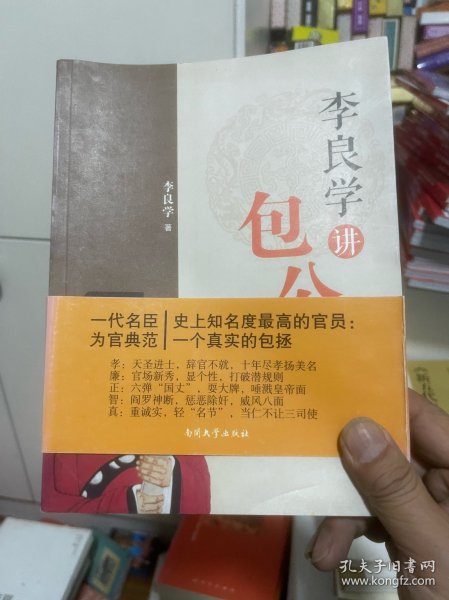 李良学
讲
包公
李良学 著
一代名臣 史上知名度最高的官员：
为官典范 一个真实的包拯
孝：天圣进士，辞官不就，十年尽孝扬美名
廉：官场新秀，显个性，打破潜规则
正：六弹“国丈”，耍大牌，唾溅皇帝面
智：阎罗神断，惩恶除奸，威风八面
真：重诚实，轻“名节”，当仁不让三司使
南开大学出版社
孔夫子旧书网
www.kongfz.com